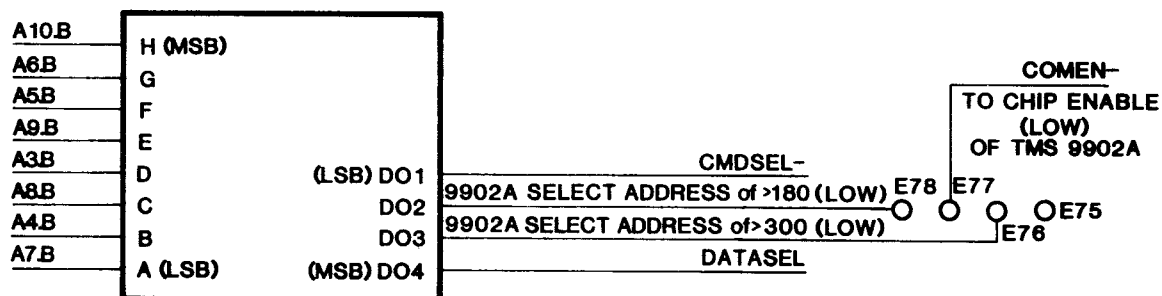 A10.B
H (MSB)
A6.B
G
A5.B
F
A9.B
E
A3.B
D
A8.B
C
A4.B
B
A7.B
A (LSB)
(LSB) DO1
CMDSEL-
DO2
9902A SELECT ADDRESS of >180 (LOW)
DO3
9902A SELECT ADDRESS of >300 (LOW)
(MSB) DO4
DATASEL
COMEN-
TO CHIP ENABLE
(LOW)
OF TMS 9902A
E78
E77
E76
E75